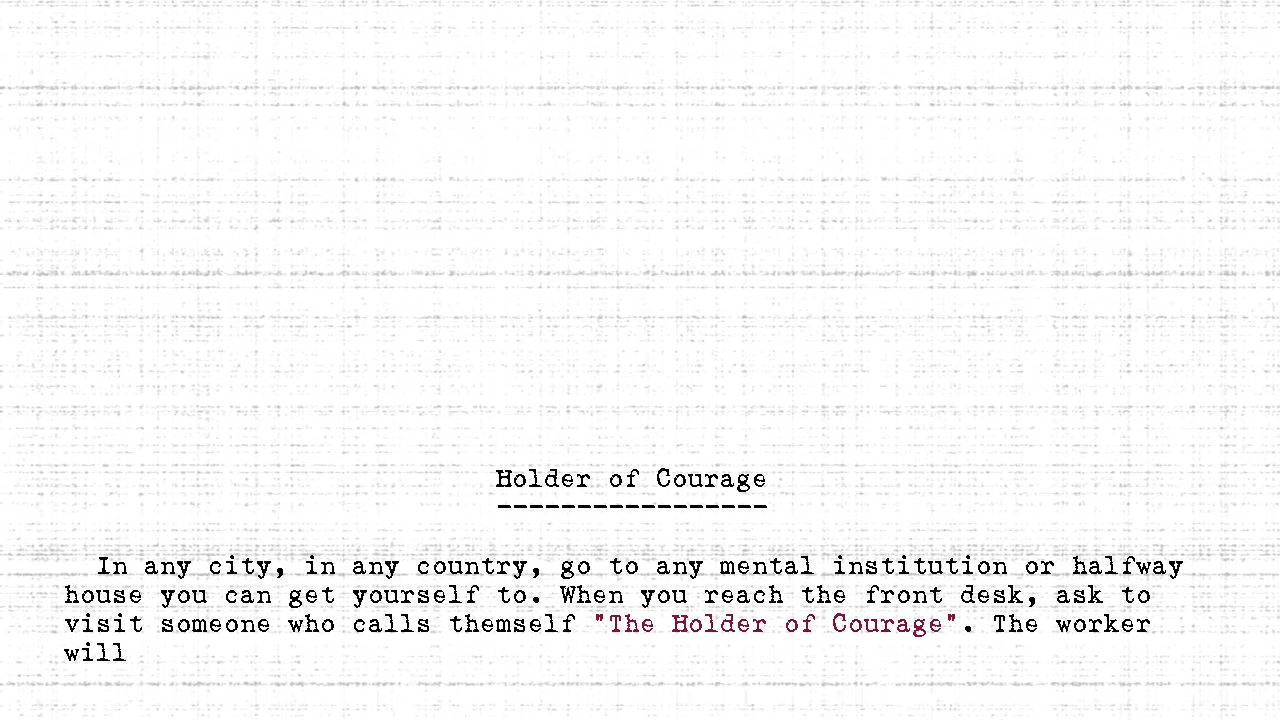 Holder of Courage
-----------------
In any city, in any country, go to any mental institution or halfway
house you can get yourself to. When you reach the front desk, ask to
visit someone who calls themself "The Holder of Courage". The worker
will